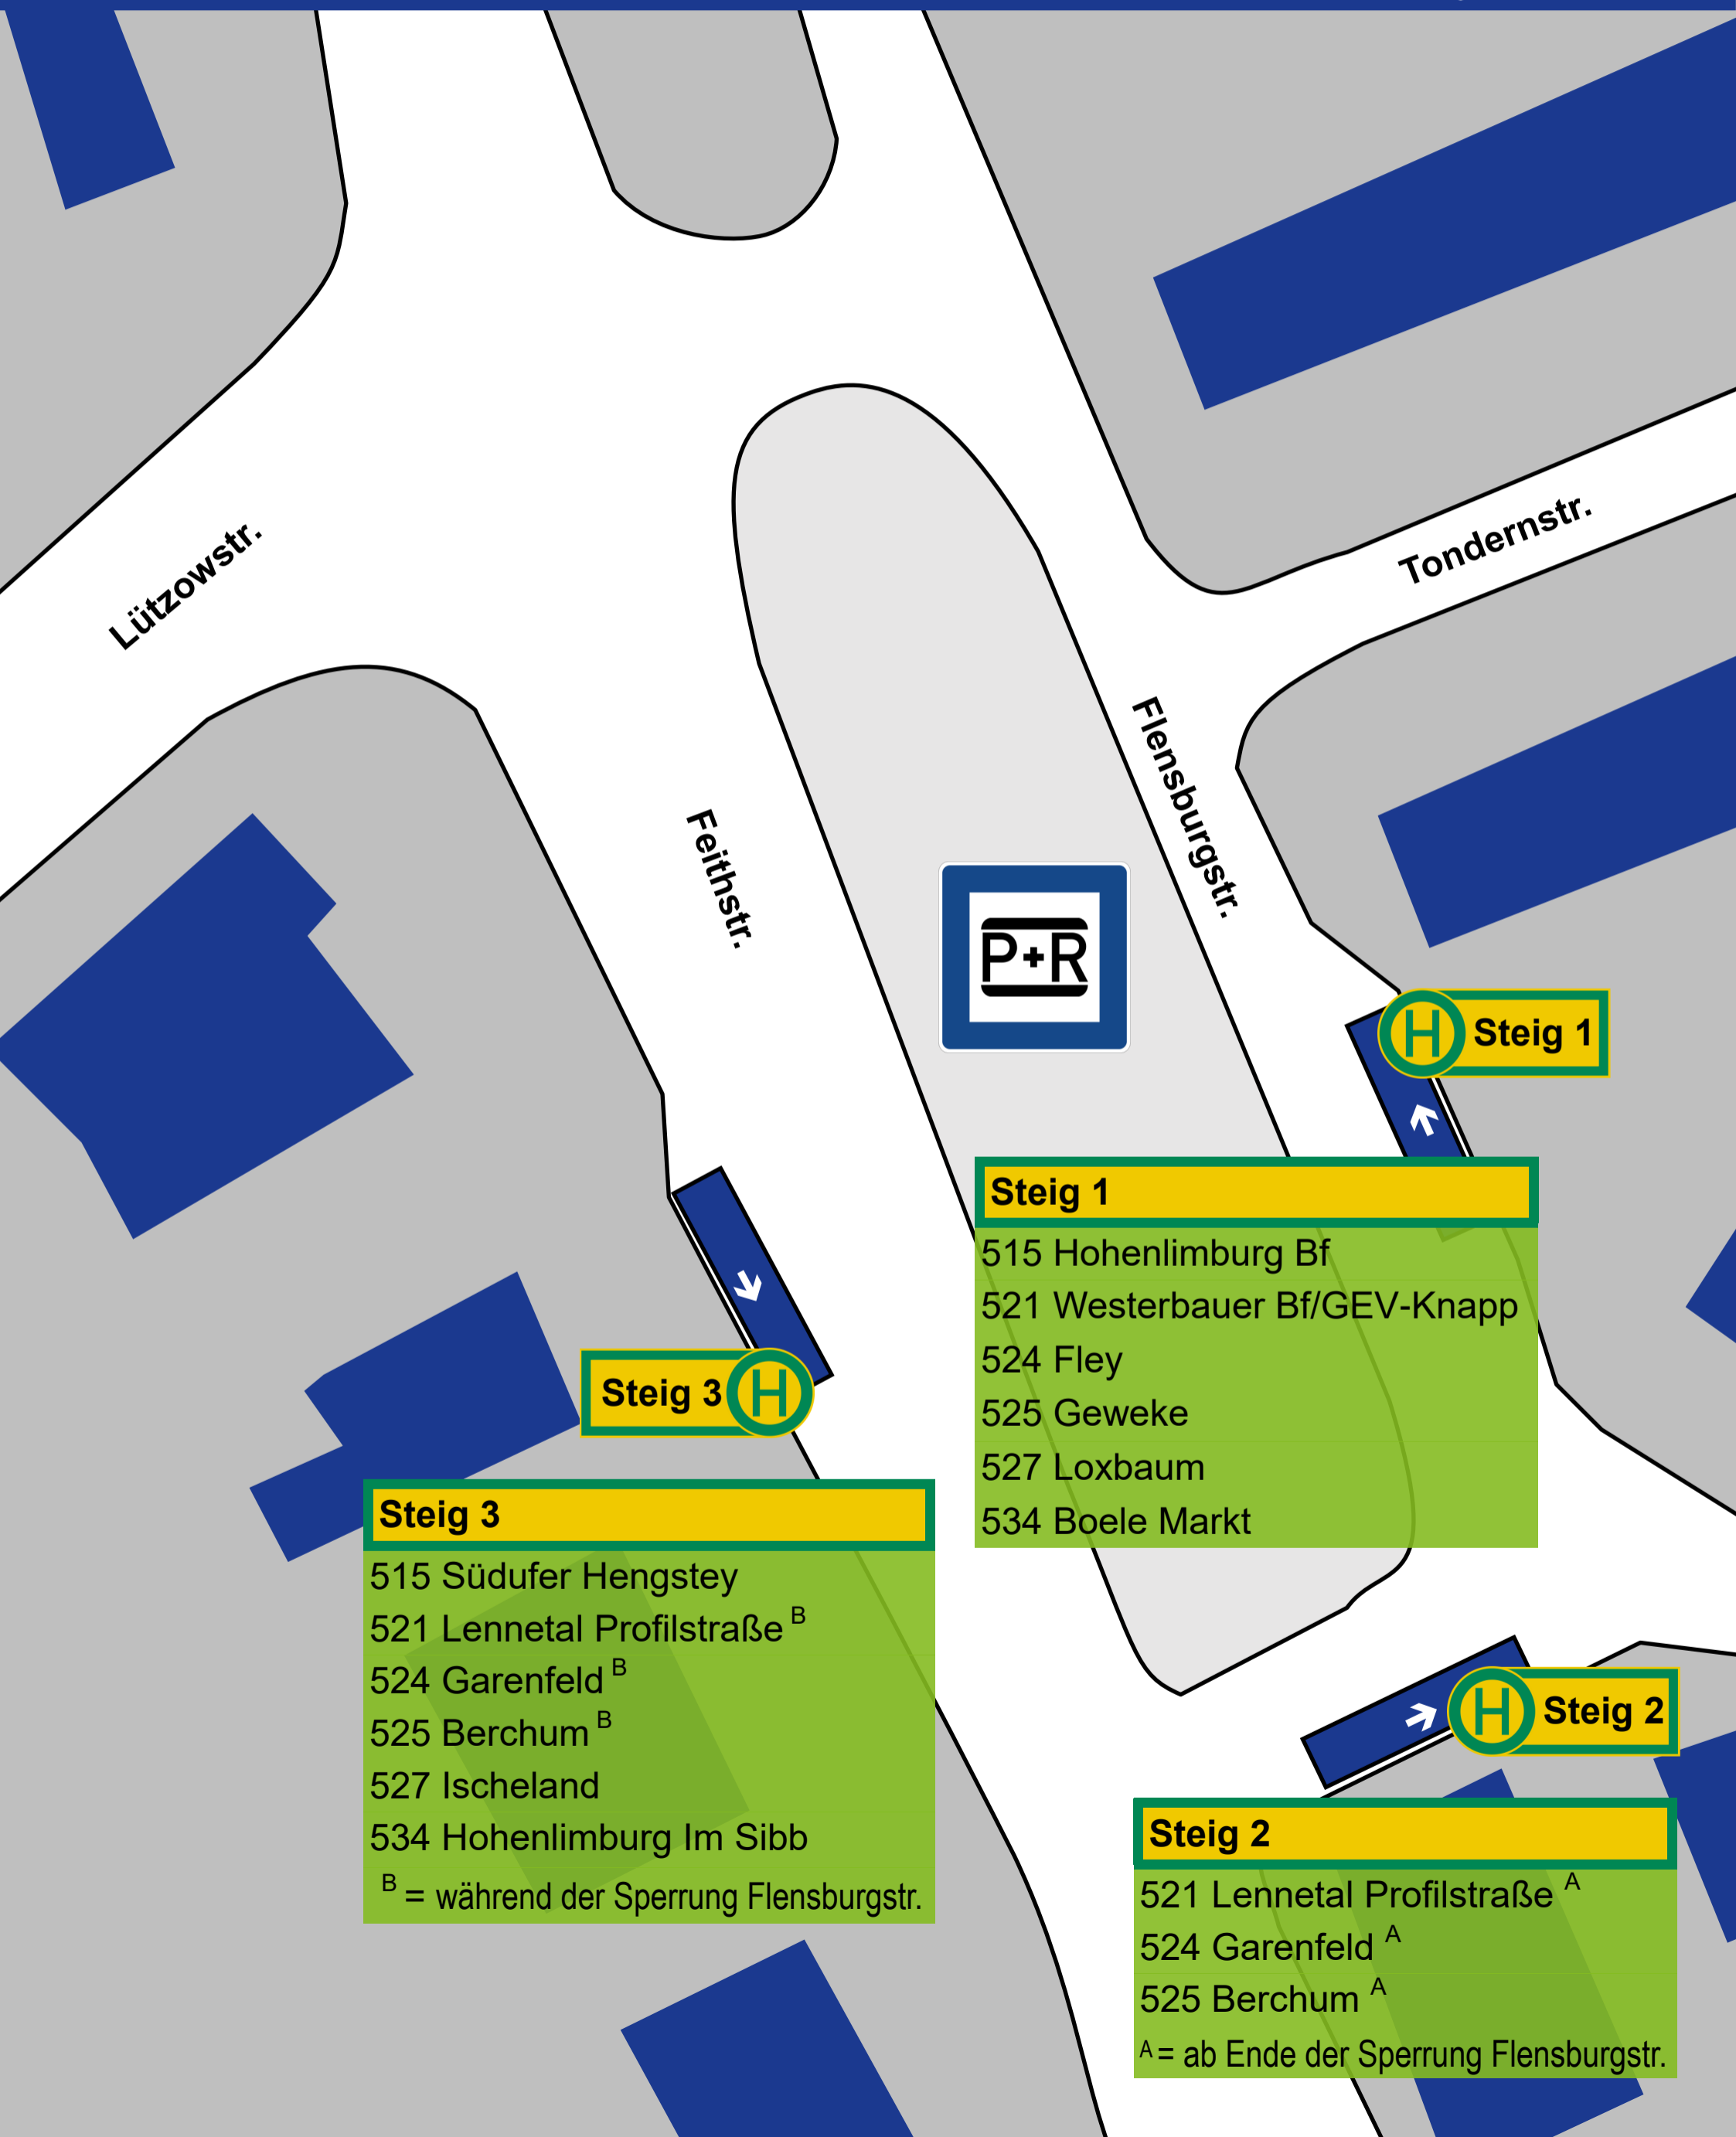 Lützowstr.
Tondernstr.
Flensburgstr.
Feithstr.
P+R
H Steig 1
Steig 1
515 Hohenlimburg Bf
521 Westerbauer Bf/GEV-Knapp
524 Fley
525 Geweke
527 Loxbaum
534 Boele Markt
Steig 3 H
Steig 3
515 Südufer Hengstey
521 Lennetal Profilstraße B
524 Garenfeld B
525 Berchum B
527 Ischeland
534 Hohenlimburg Im Sibb
B = während der Sperrung Flensburgstr.
H Steig 2
Steig 2
521 Lennetal Profilstraße A
524 Garenfeld A
525 Berchum A
A = ab Ende der Sperrung Flensburgstr.